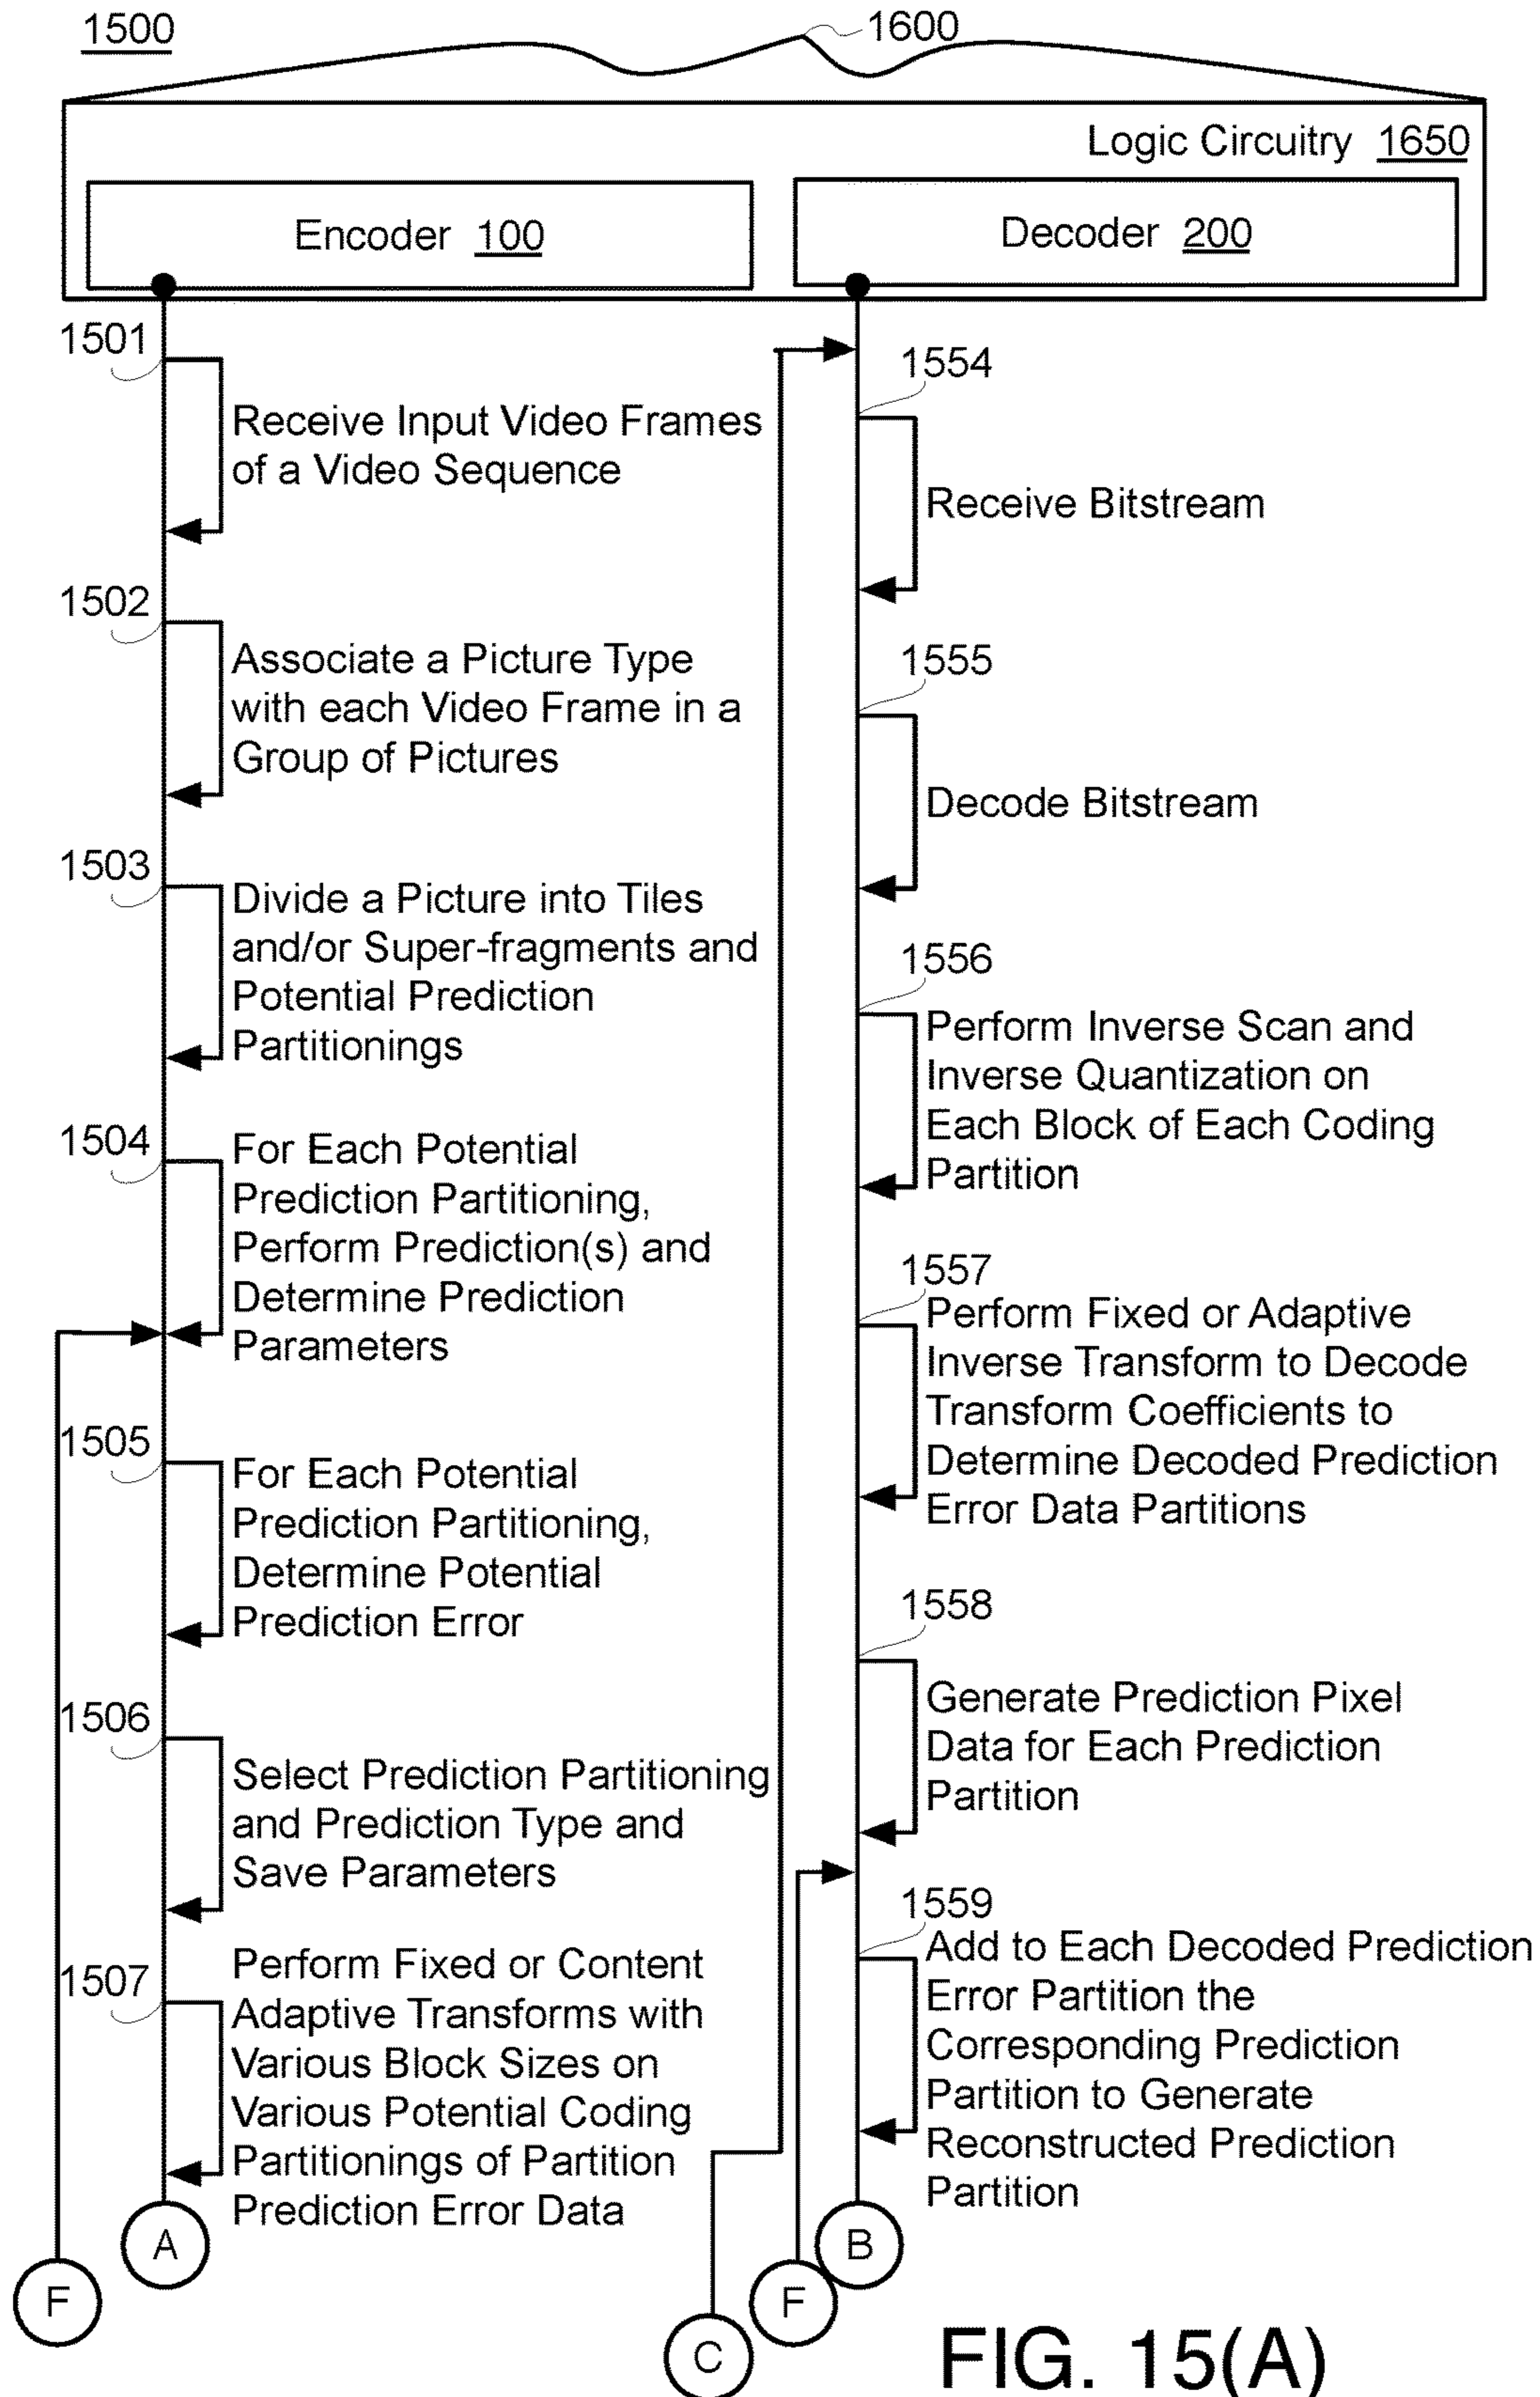 1500
1600
Logic Circuitry 1650
Encoder 100
Decoder 200
1501
Receive Input Video Frames
of a Video Sequence
1502
Associate a Picture Type
with each Video Frame in a
Group of Pictures
1503
Divide a Picture into Tiles
and/or Super-fragments and
Potential Prediction
Partitionings
1504
For Each Potential
Prediction Partitioning,
Perform Prediction(s) and
Determine Prediction
Parameters
1505
For Each Potential
Prediction Partitioning,
Determine Potential
Prediction Error
1506
Select Prediction Partitioning
and Prediction Type and
Save Parameters
1507
Perform Fixed or Content
Adaptive Transforms with
Various Block Sizes on
Various Potential Coding
Partitionings of Partition
Prediction Error Data
A
F
1554
Receive Bitstream
1555
Decode Bitstream
1556
Perform Inverse Scan and
Inverse Quantization on
Each Block of Each Coding
Partition
1557
Perform Fixed or Adaptive
Inverse Transform to Decode
Transform Coefficients to
Determine Decoded Prediction
Error Data Partitions
1558
Generate Prediction Pixel
Data for Each Prediction
Partition
1559
Add to Each Decoded Prediction
Error Partition the
Corresponding Prediction
Partition to Generate
Reconstructed Prediction
Partition
B
F
C
FIG. 15(A)